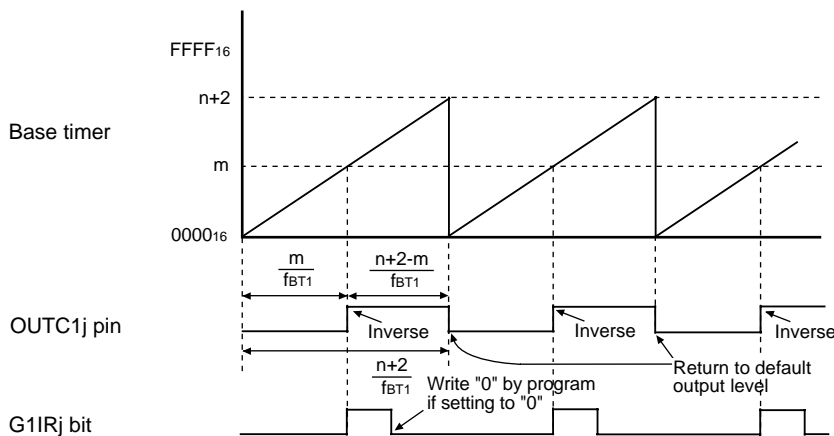 FFFF16
n+2
Base timer
m
000016
m
fBT1
n+2-m
fBT1
OUTC1j pin
Inverse
Inverse
Inverse
n+2
fBT1
Return to default
output level
Write "0" by program
if setting to "0"
G1IRj bit